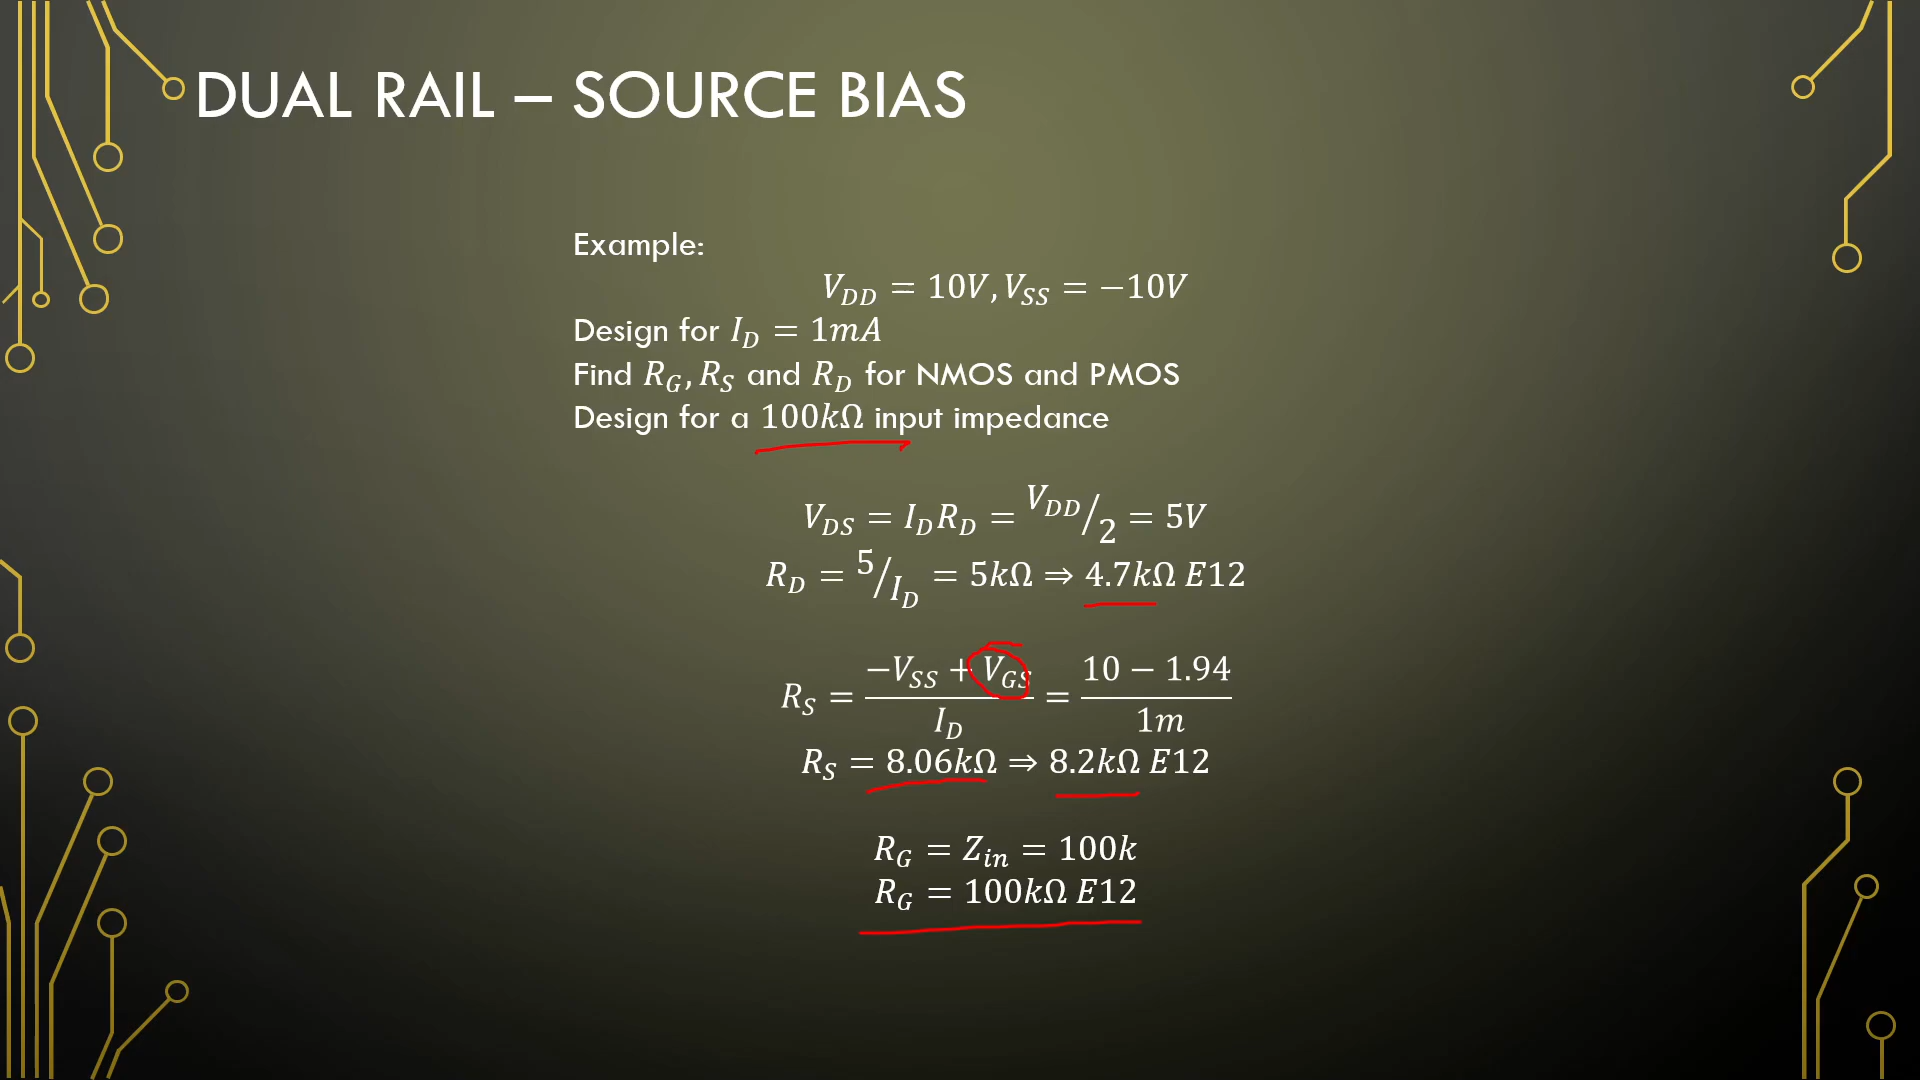 DUAL RAIL – SOURCE BIAS
Example:
V_DD = 10V, V_SS = −10V
Design for I_D = 1mA
Find R_G, R_S and R_D for NMOS and PMOS
Design for a 100kΩ input impedance
V_DS = I_D R_D = V_DD/2 = 5V
R_D = 5/I_D = 5kΩ ⇒ 4.7kΩ E12
R_S = (−V_SS + V_GS)/I_D = (10 − 1.94)/1m
R_S = 8.06kΩ ⇒ 8.2kΩ E12
R_G = Z_in = 100k
R_G = 100kΩ E12